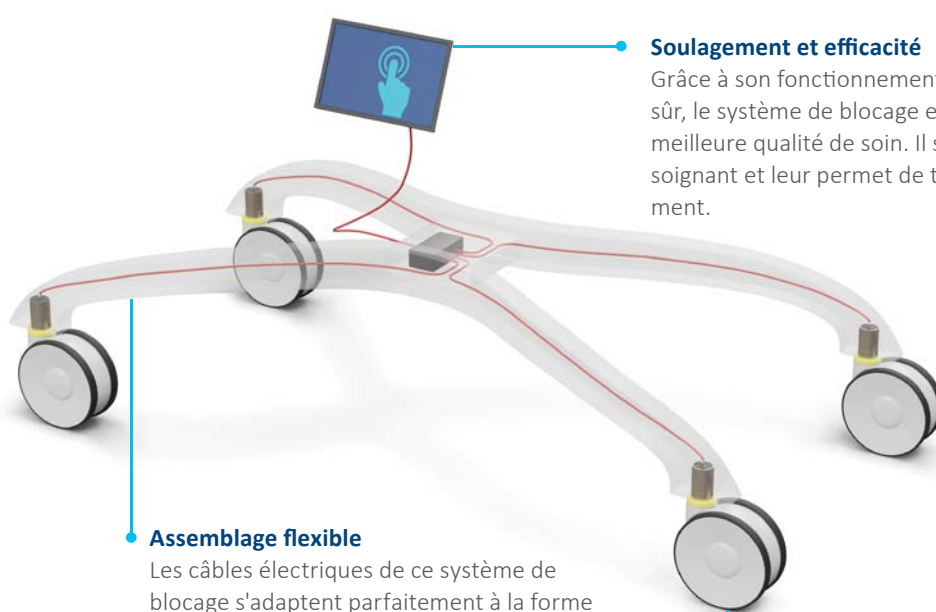 Soulagement et efficacité
Grâce à son fonctionnement
sûr, le système de blocage
meilleure qualité de soin. Il
soignant et leur permet de
ment.
Assemblage flexible
Les câbles électriques de ce système de
blocage s'adaptent parfaitement à la forme